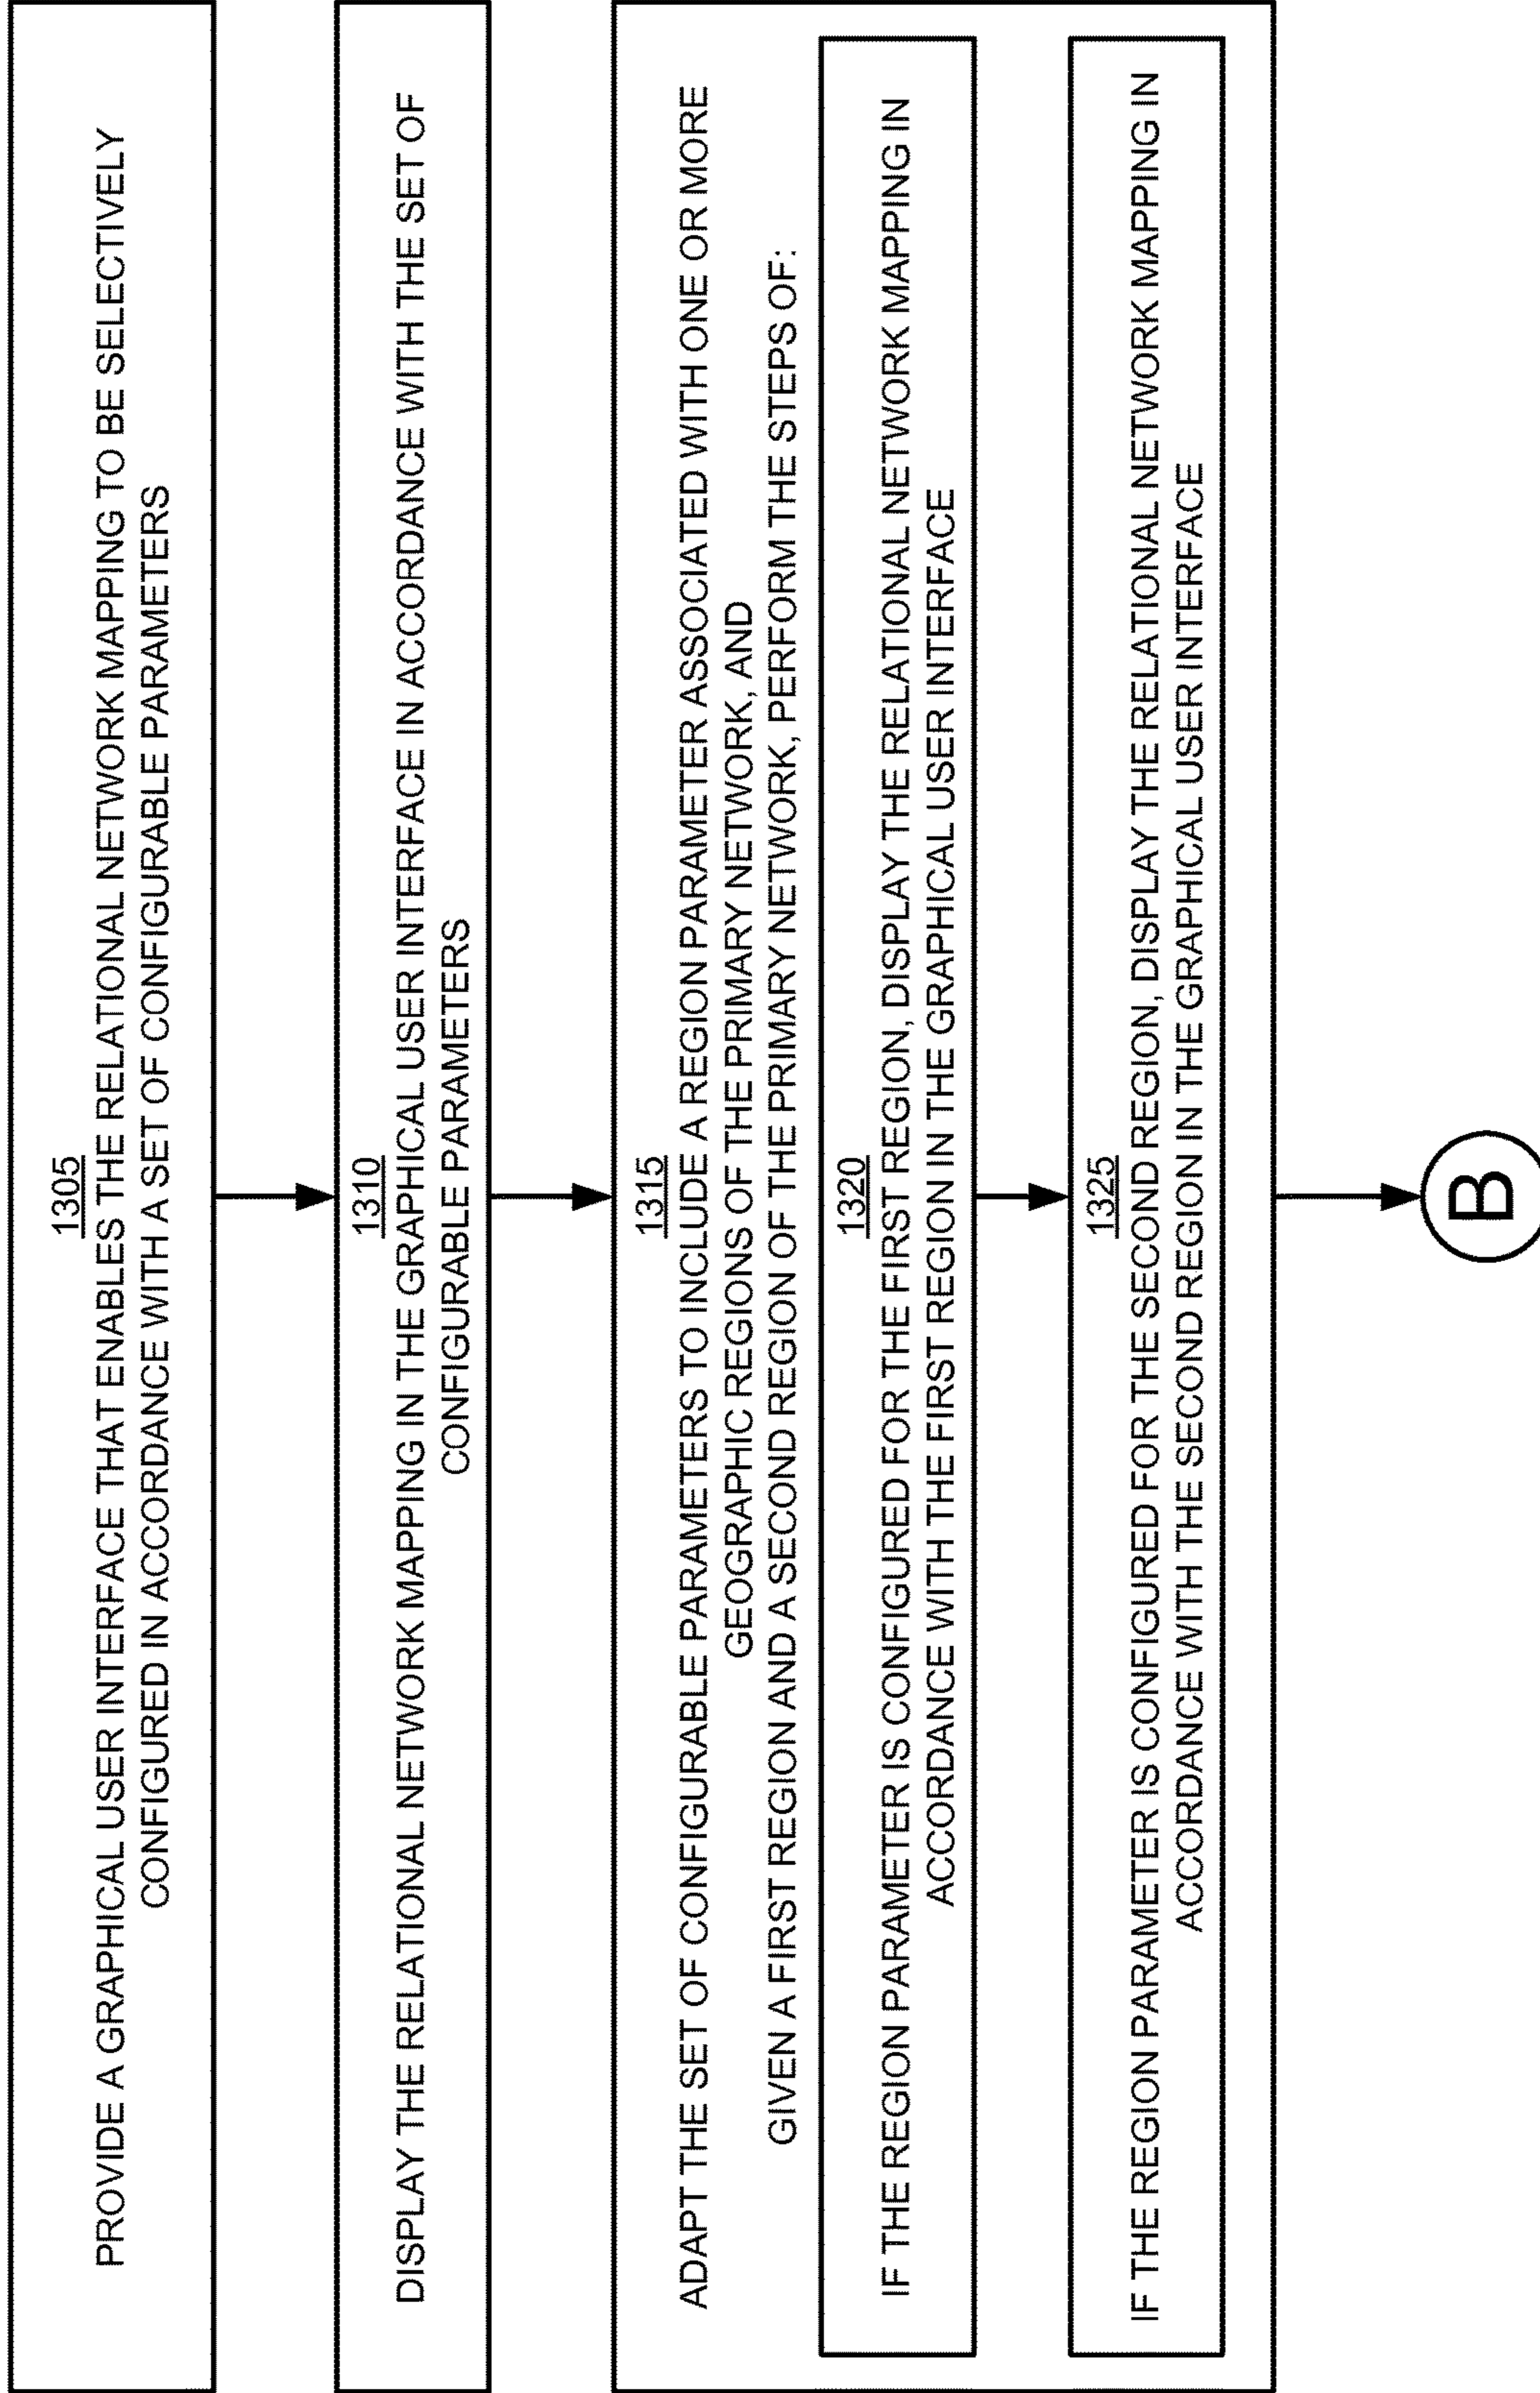 1305
PROVIDE A GRAPHICAL USER INTERFACE THAT ENABLES THE RELATIONAL NETWORK MAPPING TO BE SELECTIVELY
CONFIGURED IN ACCORDANCE WITH A SET OF CONFIGURABLE PARAMETERS
1310
DISPLAY THE RELATIONAL NETWORK MAPPING IN THE GRAPHICAL USER INTERFACE IN ACCORDANCE WITH THE SET OF
CONFIGURABLE PARAMETERS
1315
ADAPT THE SET OF CONFIGURABLE PARAMETERS TO INCLUDE A REGION PARAMETER ASSOCIATED WITH ONE OR MORE
GEOGRAPHIC REGIONS OF THE PRIMARY NETWORK, AND
GIVEN A FIRST REGION AND A SECOND REGION OF THE PRIMARY NETWORK, PERFORM THE STEPS OF:
1320
IF THE REGION PARAMETER IS CONFIGURED FOR THE FIRST REGION, DISPLAY THE RELATIONAL NETWORK MAPPING IN
ACCORDANCE WITH THE FIRST REGION IN THE GRAPHICAL USER INTERFACE
1325
IF THE REGION PARAMETER IS CONFIGURED FOR THE SECOND REGION, DISPLAY THE RELATIONAL NETWORK MAPPING IN
ACCORDANCE WITH THE SECOND REGION IN THE GRAPHICAL USER INTERFACE
B